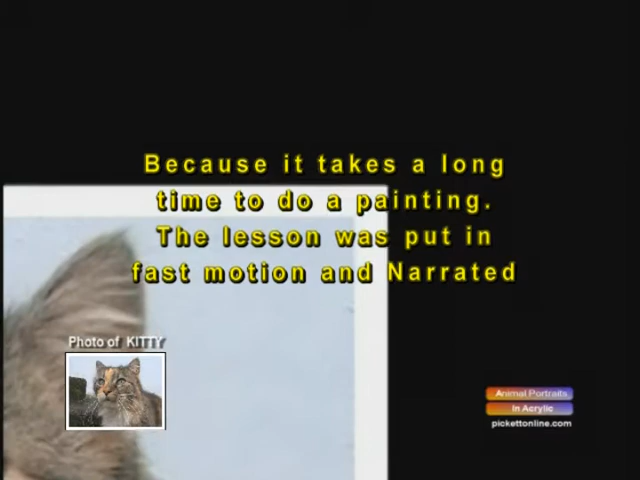 Because it takes a long
time to do a painting.
The lesson was put in
fast motion and Narrated
Photo of KITTY
Animal Portraits
In Acrylic
pickettonline.com